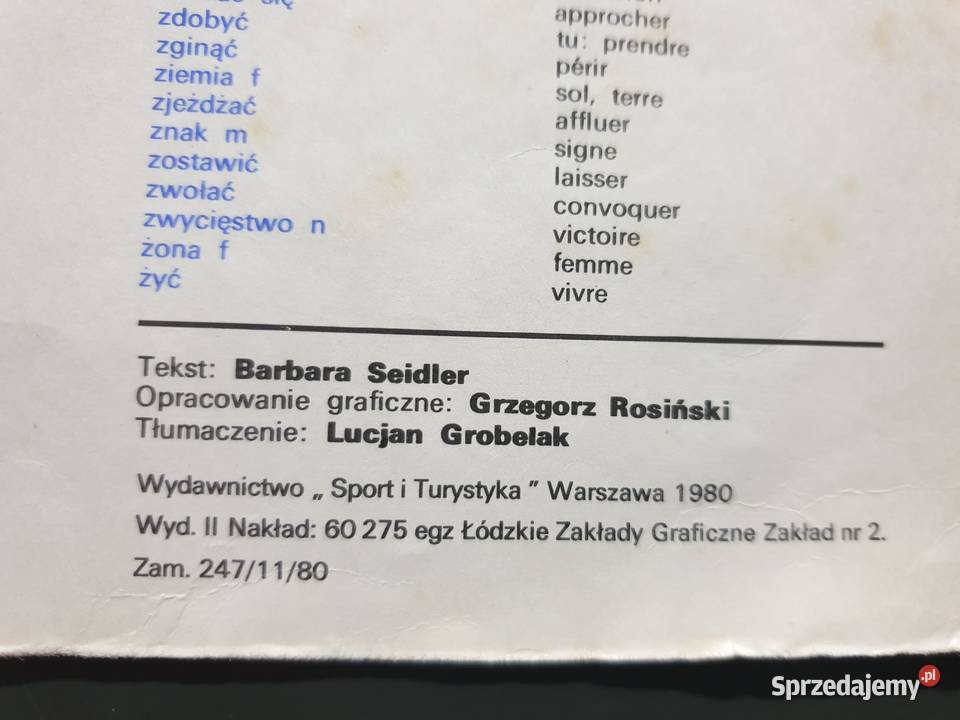 się
zdobyć
zginąć
ziemia f
zjeżdżać
znak m
zostawić
zwołać
zwycięstwo n
żona f
żyć
approcher
tu: prendre
périr
sol, terre
affluer
signe
laisser
convoquer
victoire
femme
vivre
Tekst: Barbara Seidler
Opracowanie graficzne: Grzegorz Rosiński
Tłumaczenie: Lucjan Grobelak
Wydawnictwo „ Sport i Turystyka ” Warszawa 1980
Wyd. II Nakład: 60 275 egz Łódzkie Zakłady Graficzne Zakład nr 2.
Zam. 247/11/80
Sprzedajemy.pl